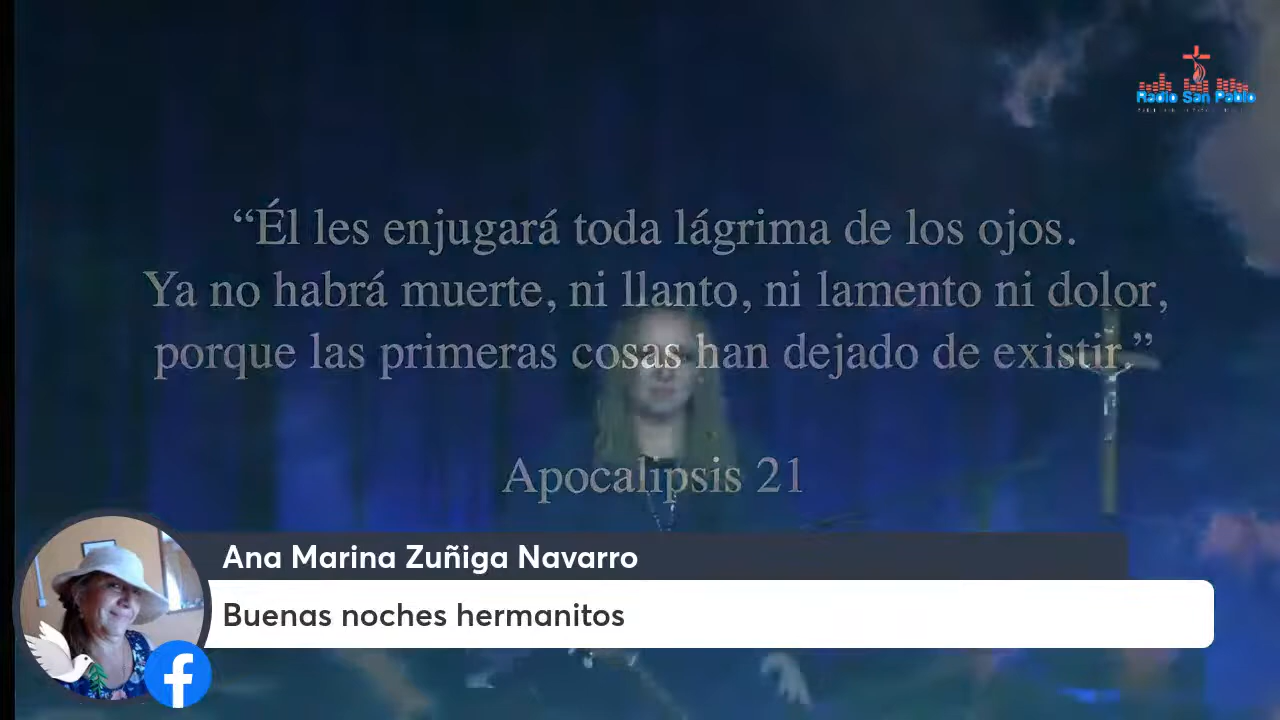 Radio San Pablo
“Él les enjugará toda lágrima de los ojos.
Ya no habrá muerte, ni llanto, ni lamento ni dolor,
porque las primeras cosas han dejado de existir.”
Apocalipsis 21
Ana Marina Zuñiga Navarro
Buenas noches hermanitos